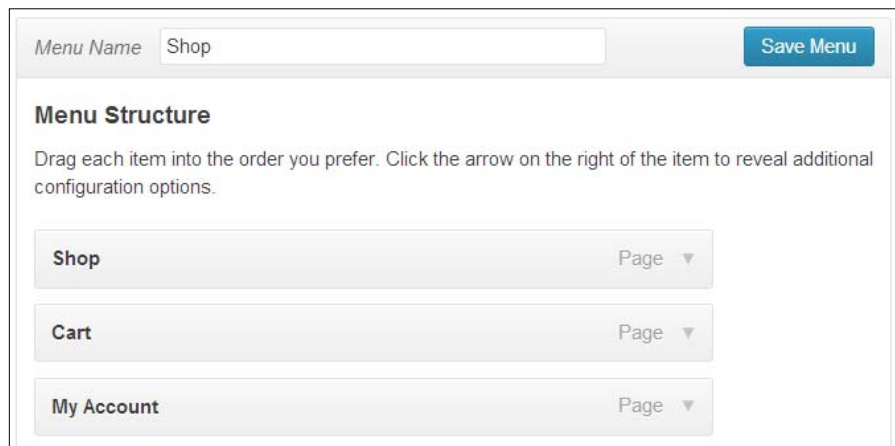 Menu Name Shop Save Menu
Menu Structure
Drag each item into the order you prefer. Click the arrow on the right of the item to reveal additional
configuration options.
Shop Page ▼
Cart Page ▼
My Account Page ▼